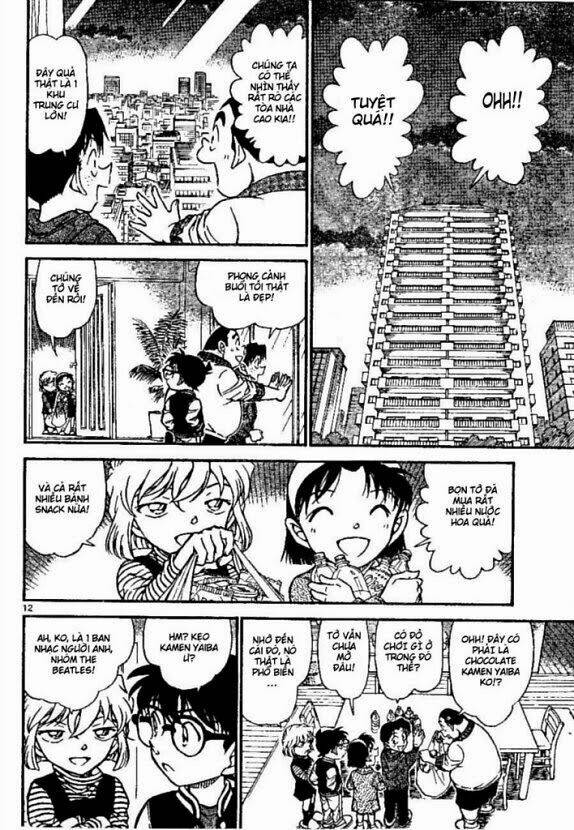 OHH!!
TUYỆT
QUÁ!!
CHÚNG TA
CÓ THỂ
NHÌN THẤY
RẤT RÕ CÁC
TÒA NHÀ
CAO KIA!!
ĐÂY QUẢ
THẬT LÀ 1
KHU
TRUNG CƯ
LỚN!
PHONG CẢNH
BUỔI TỐI THẬT
LÀ ĐẸP!
CHÚNG
TỚ VỀ
ĐẾN RỒI!
BỌN TỚ ĐÃ
MUA RẤT
NHIỀU NƯỚC
HOA QUẢ!
VÀ CẢ RẤT
NHIỀU BÁNH
SNACK NỮA!
12
OHH! ĐÂY CÓ
PHẢI LÀ
CHOCOLATE
KAMEN YAIBA
KO!?
CÓ ĐỒ
CHƠI GÌ Ở
TRONG ĐÓ
THẾ?
TỚ VẪN
CHƯA
MỞ
ĐÂU!
NHỚ ĐẾN
CÁI ĐÓ, NÓ
THẬT LÀ PHỔ BIẾN
...
HM? KẸO
KAMEN YAIBA
Ư?
AH, KO, LÀ 1 BAN
NHẠC NGƯỜI ANH,
NHÓM THE
BEATLES!